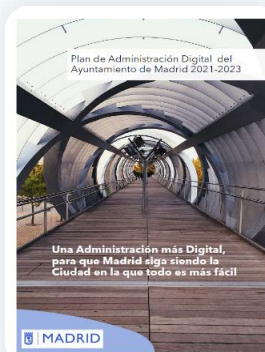 Plan de Administración Digital del
Ayuntamiento de Madrid 2021-2023
Una Administración más Digital,
para que Madrid siga siendo la
Ciudad en la que todo es más fácil
MADRID